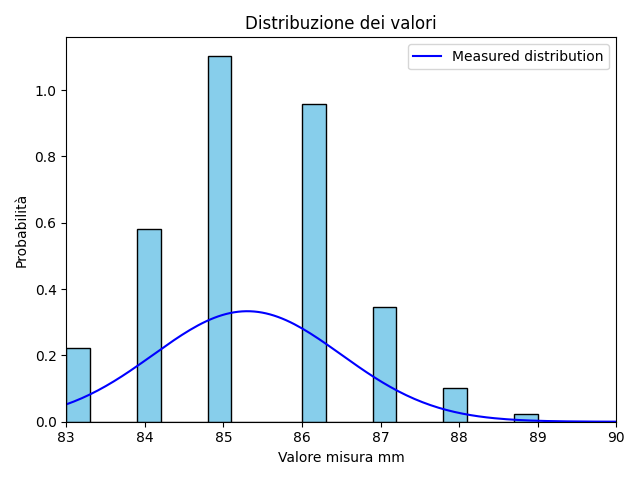 Distribuzione dei valori
Measured distribution
Probabilità
1.0
0.8
0.6
0.4
0.2
0.0
83 84 85 86 87 88 89 90
Valore misura mm